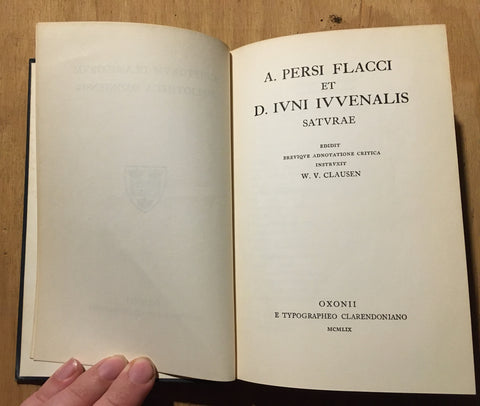 A. PERSI FLACCI
ET
D. IVNI IVVENALIS
SATVRAE
EDIDIT
BREVIQVE ADNOTATIONE CRITICA
INSTRVXIT
W. V. CLAUSEN
OXONII
E TYPOGRAPHEO CLARENDONIANO
MCMLIX